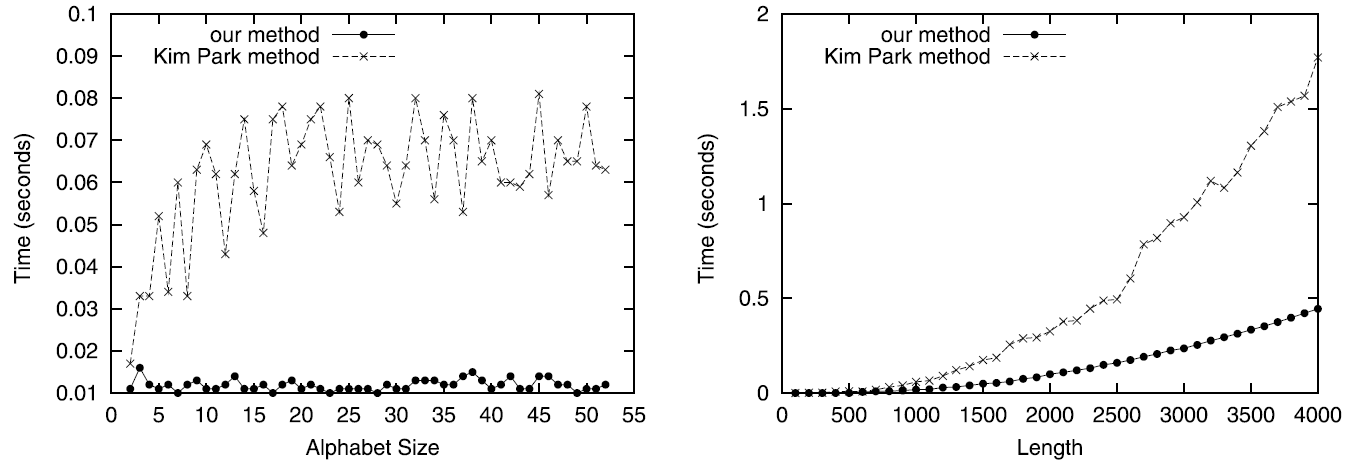 0.1
0.09
0.08
0.07
0.06
0.05
0.04
0.03
0.02
0.01
0 5 10 15 20 25 30 35 40 45 50 55
Time (seconds)
Alphabet Size
our method
Kim Park method
2
1.5
1
0.5
0
0 500 1000 1500 2000 2500 3000 3500 4000
Time (seconds)
Length
our method
Kim Park method